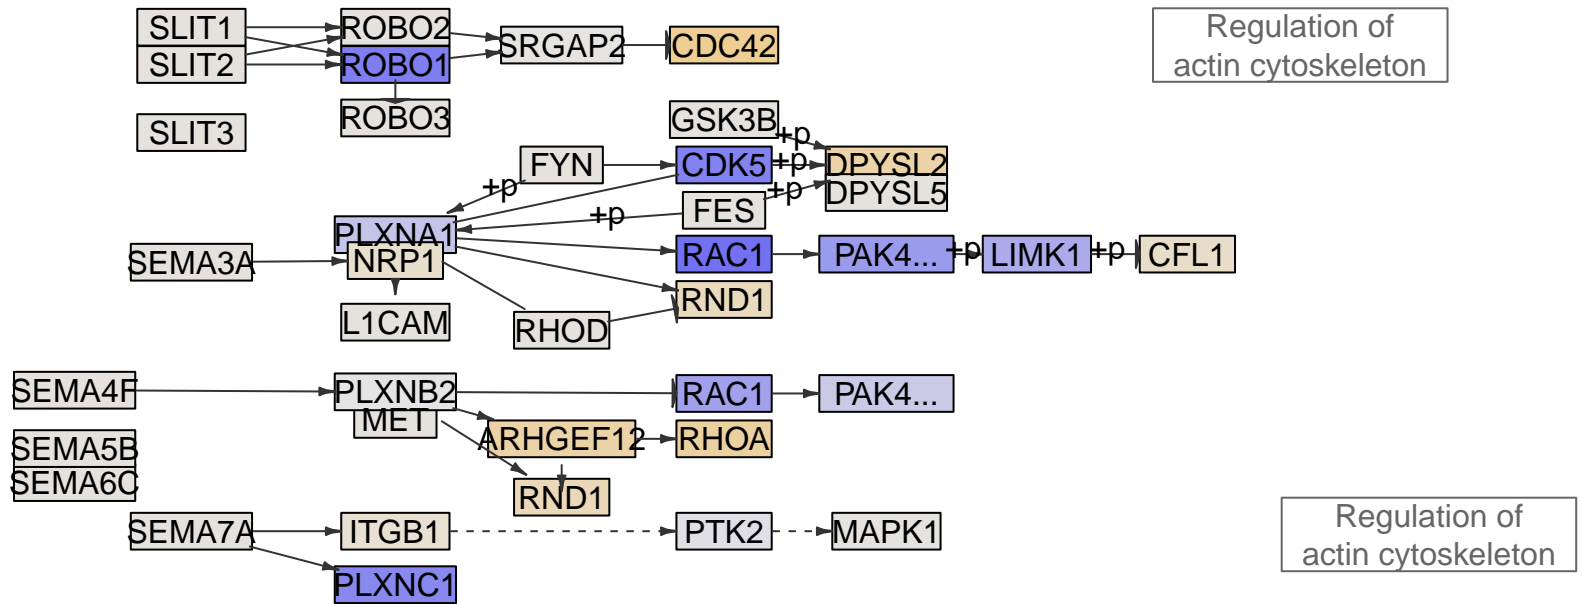 SLIT1
ROBO2
SRGAP2
CDC42
Regulation of
actin cytoskeleton
SLIT2
ROBO1
SLIT3
ROBO3
GSK3B
+p
FYN
CDK5
+p
DPYSL2
+p
FES
+p
DPYSL5
+p
PLXNA1
SEMA3A
NRP1
RAC1
PAK4...
+p
LIMK1
+p
CFL1
RND1
L1CAM
RHOD
SEMA4F
PLXNB2
RAC1
PAK4...
MET
SEMA5B
ARHGEF12
RHOA
SEMA6C
RND1
SEMA7A
ITGB1
PTK2
MAPK1
Regulation of
actin cytoskeleton
PLXNC1